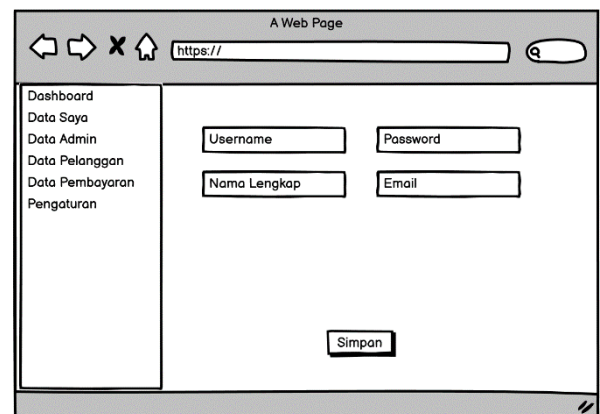 A Web Page
https://
Dashboard
Data Saya
Data Admin
Data Pelanggan
Data Pembayaran
Pengaturan
Username
Password
Nama Lengkap
Email
Simpan